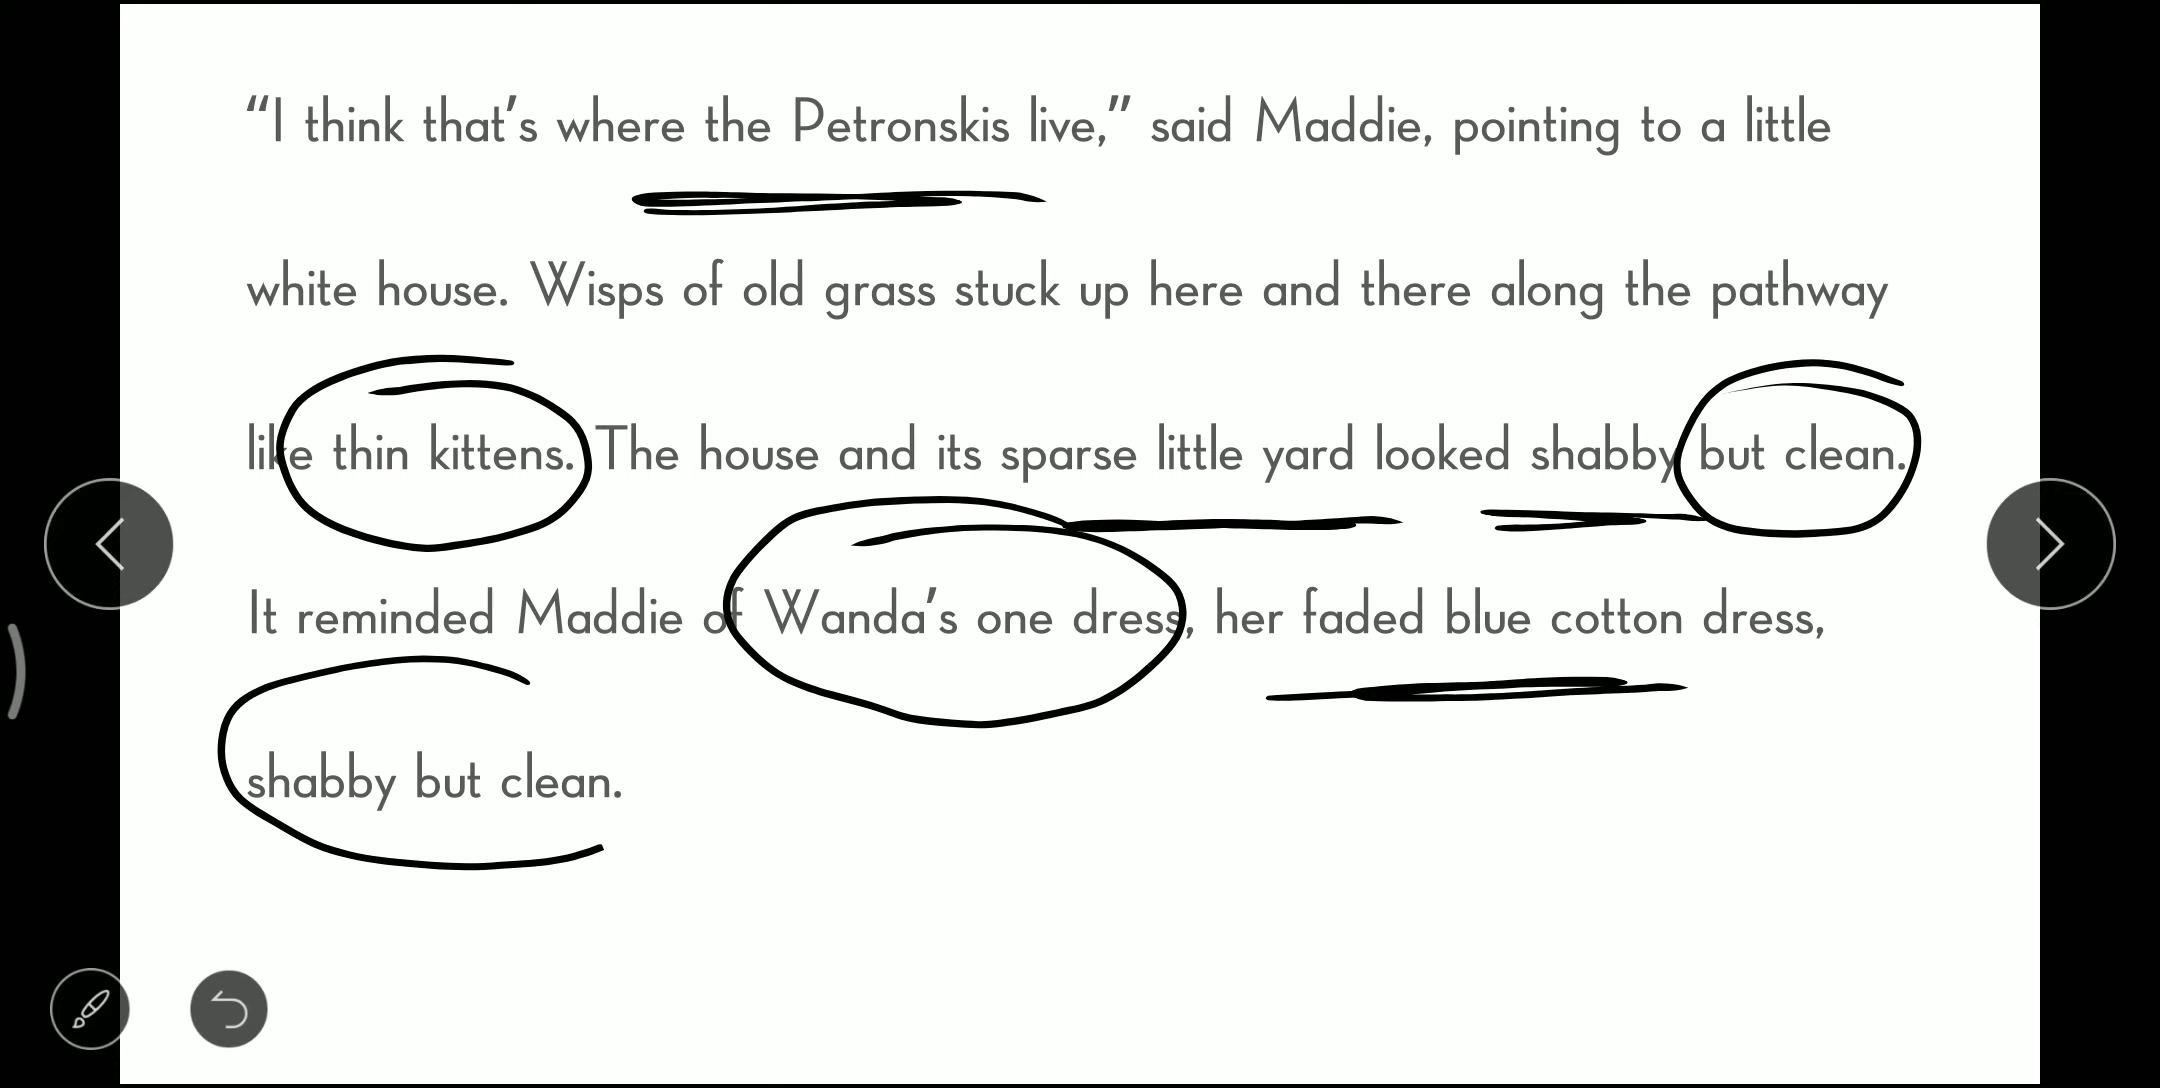 “I think that’s where the Petronskis live,” said Maddie, pointing to a little
white house. Wisps of old grass stuck up here and there along the pathway
like thin kittens. The house and its sparse little yard looked shabby but clean.
It reminded Maddie of Wanda’s one dress, her faded blue cotton dress,
shabby but clean.